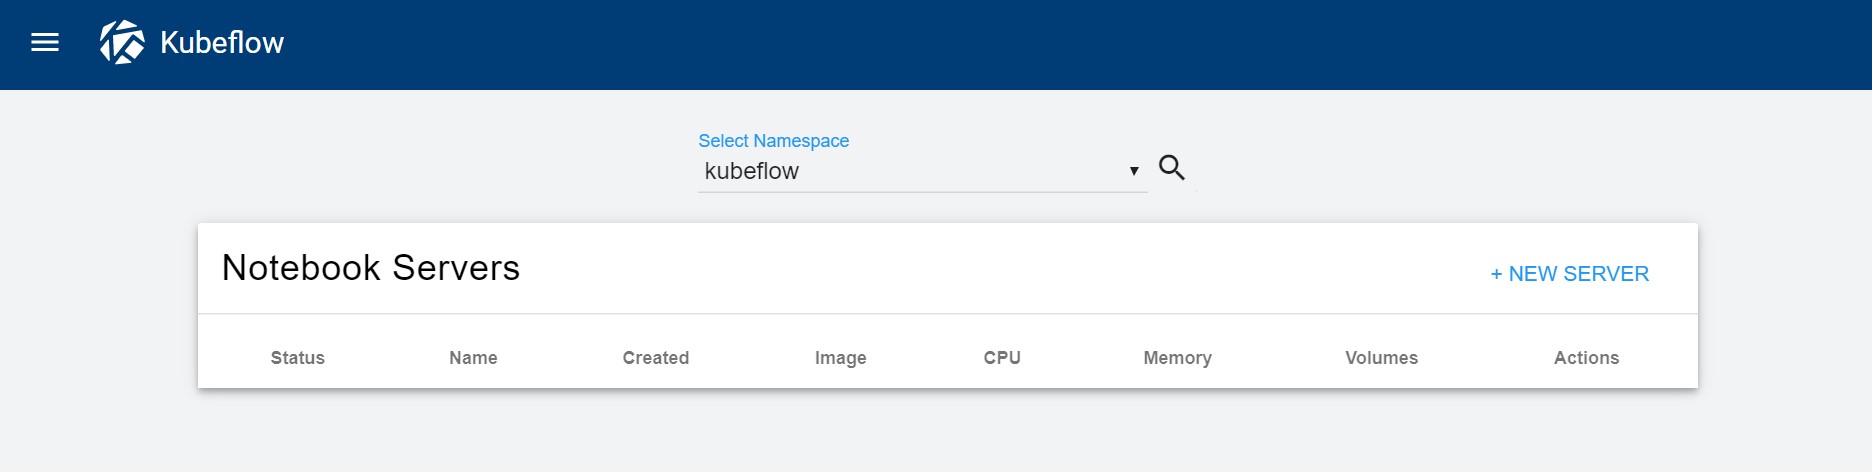 Kubeflow
Select Namespace
kubeflow
Notebook Servers
+ NEW SERVER
Status Name Created Image CPU Memory Volumes Actions